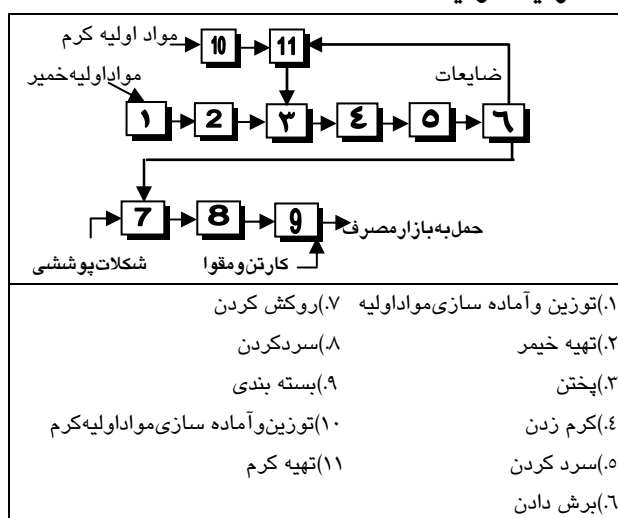 مواد اولیه کرم
10 11
ضایعات
مواداولیه‌خمیر
۱ 2 ۳ ٤ ٥ ٦
7 8 9
حمل‌به‌بازارمصرف
کارتن‌ومقوا
شکلات‌پوششی
۱.)توزین وآماده سازی‌مواداولیه
۲.)تهیه خیمر
۳.)پختن
٤.)کرم زدن
٥.)سرد کردن
٦.)برش دادن
۷.)روکش کردن
۸.)سردکردن
۹.)بسته بندی
۱۰)توزین‌وآماده سازی‌مواداولیه‌کرم
۱۱)تهیه کرم